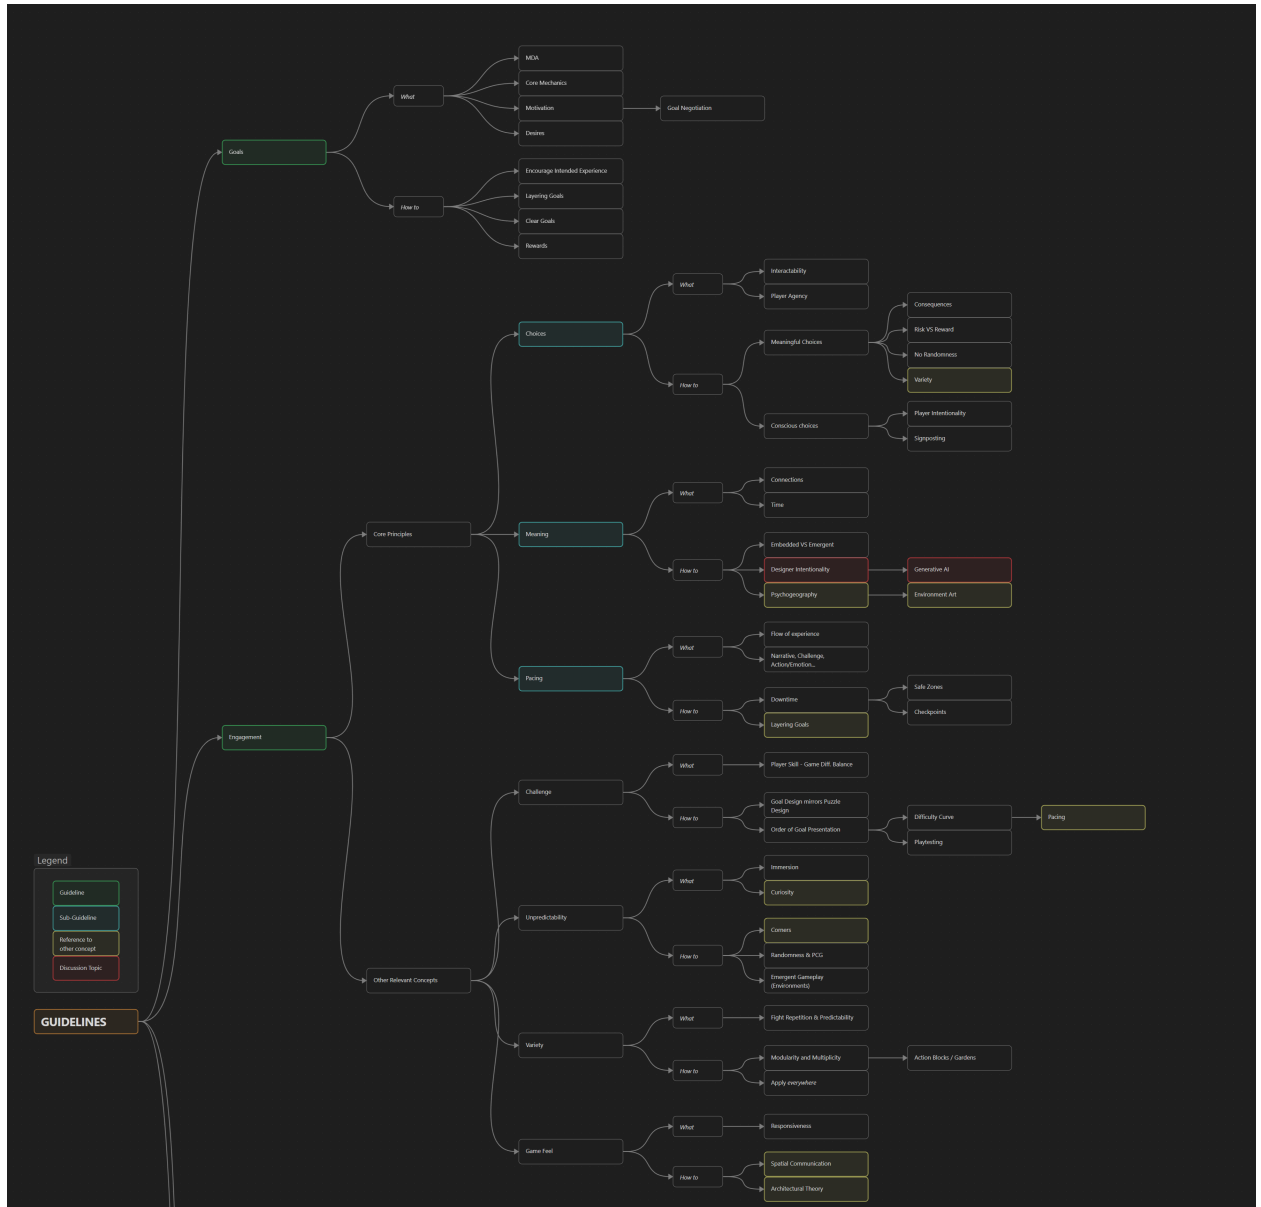 MDA
Core Mechanics
What
Motivation
Goal Negotiation
Desires
Goals
Encourage Intended Experience
Layering Goals
How to
Clear Goals
Rewards
Interactability
What
Player Agency
Consequences
Risk VS Reward
Choices
Meaningful Choices
No Randomness
Variety
How to
Player Intentionality
Conscious choices
Signposting
Connections
What
Time
Core Principles
Meaning
Embedded VS Emergent
Designer Intentionality
Generative AI
How to
Psychogeography
Environment Art
Flow of experience
What
Narrative, Challenge,
Action/Emotion...
Pacing
Safe Zones
Downtime
How to
Checkpoints
Layering Goals
Engagement
What
Player Skill - Game Diff. Balance
Challenge
Goal Design mirrors Puzzle
Design
How to
Order of Goal Presentation
Difficulty Curve
Pacing
Playtesting
Immersion
What
Curiosity
Unpredictability
Corners
How to
Randomness & PCG
Emergent Gameplay
(Environments)
Other Relevant Concepts
What
Fight Repetition & Predictability
Variety
Modularity and Multiplicity
Action Blocks / Gardens
How to
Apply everywhere
What
Responsiveness
Game Feel
Spatial Communication
How to
Architectural Theory
Legend
Guideline
Sub-Guideline
Reference to
other concept
Discussion Topic
GUIDELINES